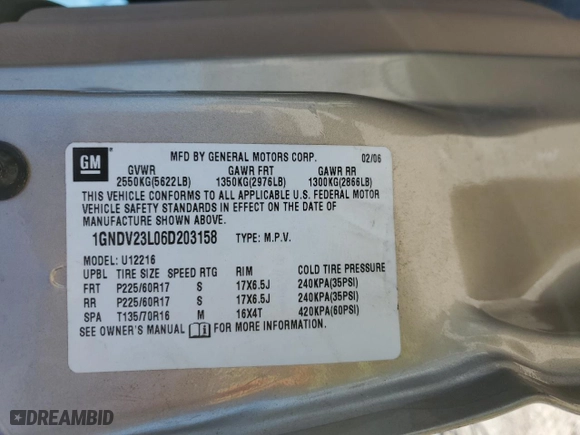 GM
MFD BY GENERAL MOTORS CORP. 02/06
GVWR GAWR FRT GAWR RR
2550KG(5622LB) 1350KG(2976LB) 1300KG(2866LB)
THIS VEHICLE CONFORMS TO ALL APPLICABLE U.S. FEDERAL MOTOR
VEHICLE SAFETY STANDARDS IN EFFECT ON THE DATE OF
MANUFACTURE SHOWN ABOVE.
1GNDV23L06D203158 TYPE: M.P.V.
MODEL: U12216
UPBL TIRE SIZE SPEED RTG RIM COLD TIRE PRESSURE
FRT P225/60R17 S 17X6.5J 240KPA(35PSI)
RR P225/60R17 S 17X6.5J 240KPA(35PSI)
SPA T135/70R16 M 16X4T 420KPA(60PSI)
SEE OWNER'S MANUAL FOR MORE INFORMATION.
DREAMBID